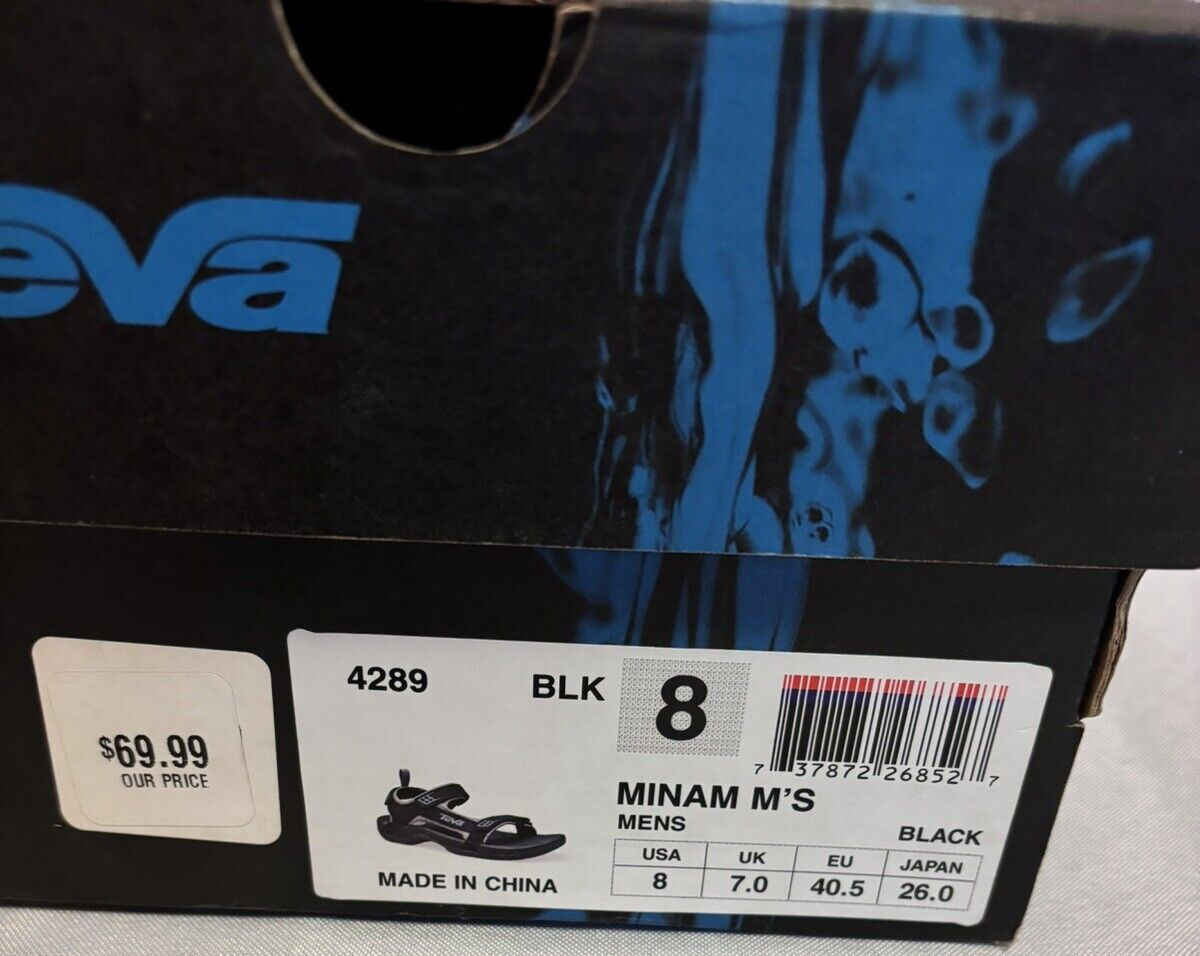 eva
$69.99
OUR PRICE
4289 BLK 8
7 37872 26852 7
MINAM M'S
MENS BLACK
USA UK EU JAPAN
8 7.0 40.5 26.0
Teva
MADE IN CHINA